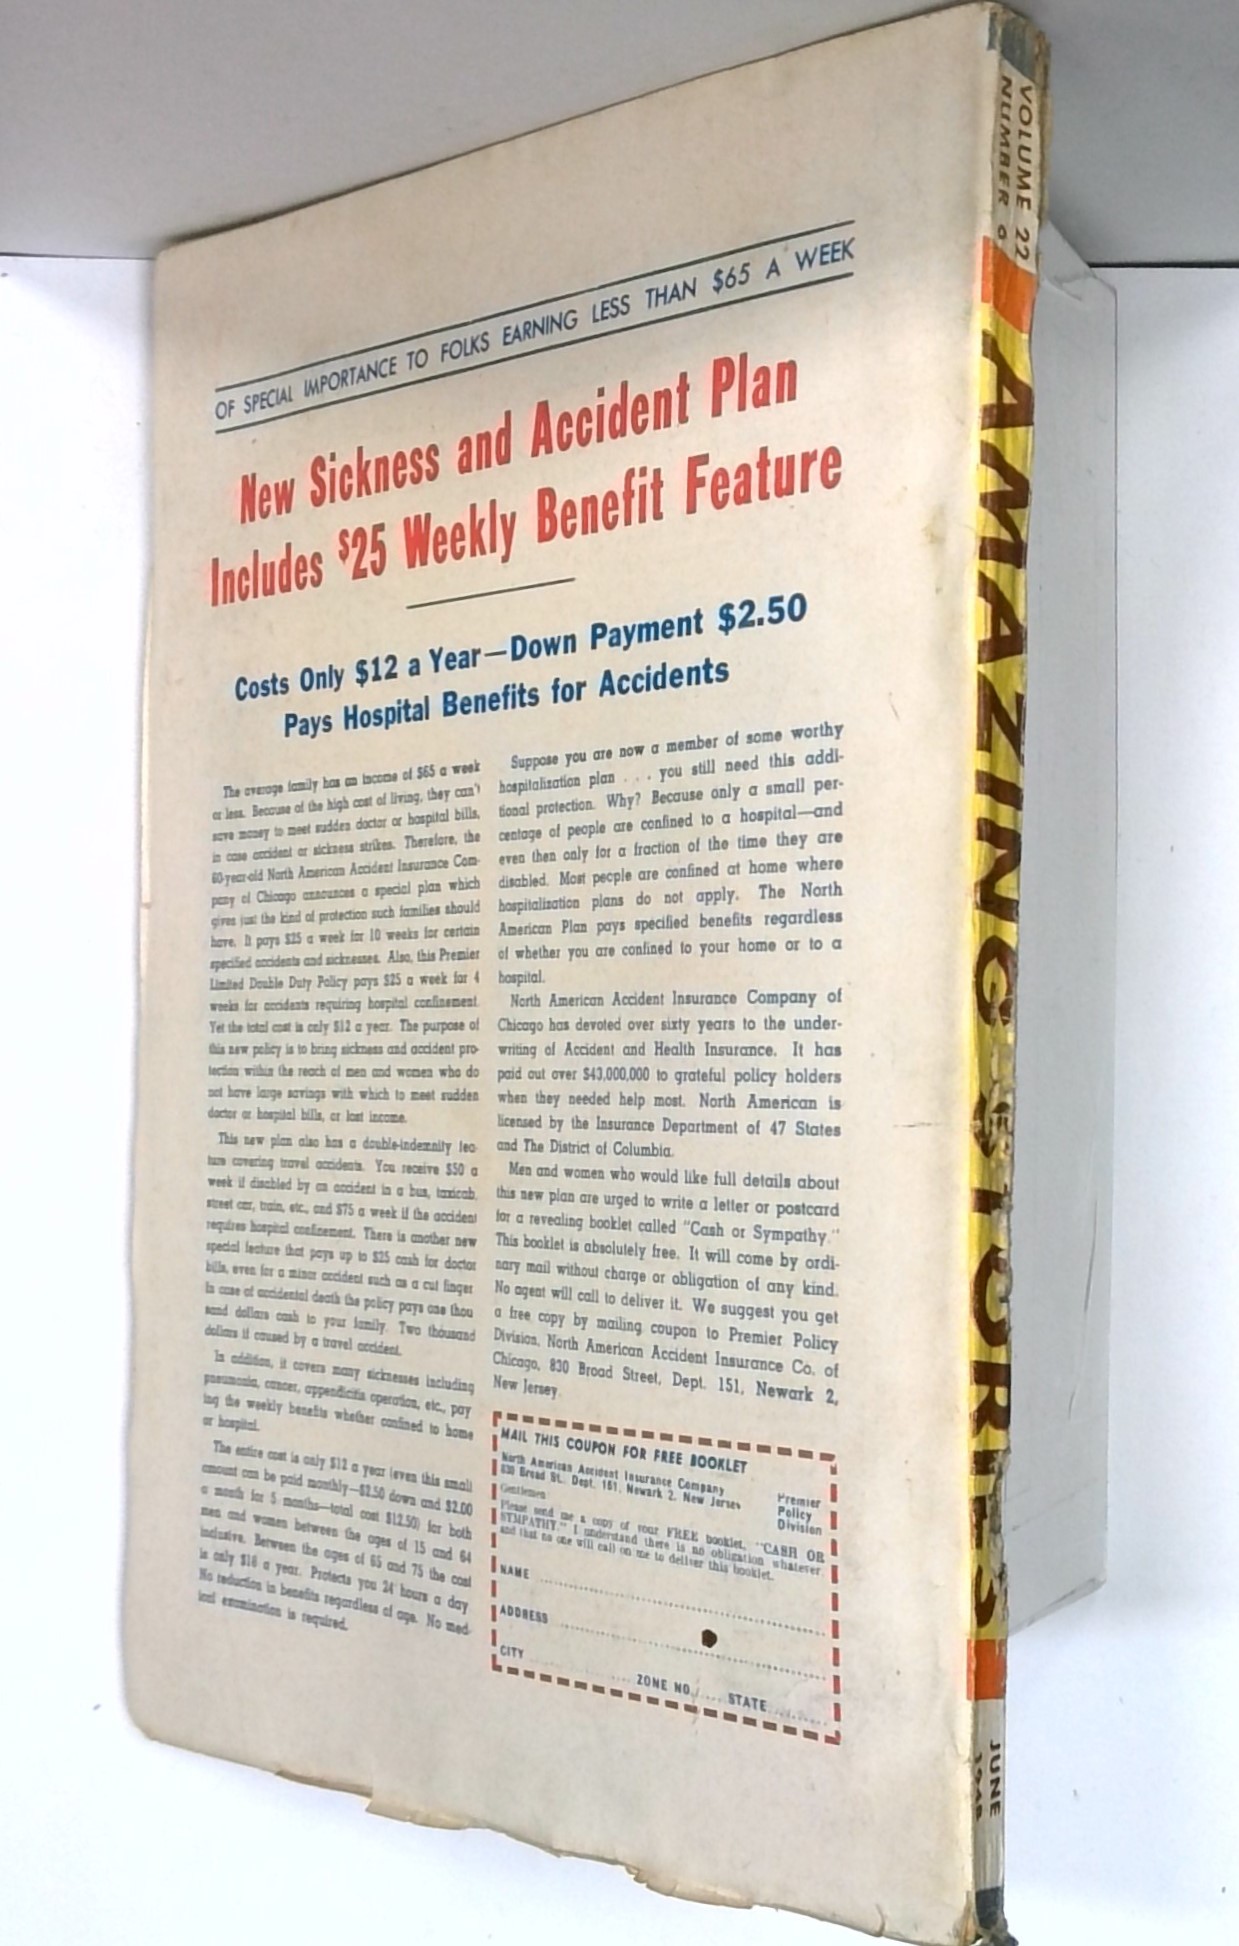 OF SPECIAL IMPORTANCE TO FOLKS EARNING LESS THAN $65 A WEEK
New Sickness and Accident Plan
Includes $25 Weekly Benefit Feature
Costs Only $12 a Year—Down Payment $2.50
Pays Hospital Benefits for Accidents
The average family has an income of $65 a week
or less. Because of the high cost of living, they can't
save money to meet sudden doctor or hospital bills,
in case accident or sickness strikes. Therefore, the
60-year-old North American Accident Insurance Com-
pany of Chicago announces a special plan which
gives just the kind of protection such families should
have. It pays $25 a week for 10 weeks for certain
specified accidents and sicknesses. Also, this Premier
Limited Double Duty Policy pays $25 a week for 4
weeks for accidents requiring hospital confinement.
Yet the total cost is only $12 a year. The purpose of
this new policy is to bring sickness and accident pro-
tection within the reach of men and women who do
not have large savings with which to meet sudden
doctor or hospital bills, or lost income.
This new plan also has a double-indemnity fea-
ture covering travel accidents. You receive $50 a
week if disabled by an accident in a bus, taxicab,
street car, train, etc., and $75 a week if the accident
requires hospital confinement. There is another new
special feature that pays up to $25 cash for doctor
bills, even for a minor accident such as a cut finger
In case of accidental death the policy pays one thou
sand dollars cash to your family. Two thousand
dollars if caused by a travel accident.
In addition, it covers many sicknesses including
pneumonia, cancer, appendicitis operation, etc., pay
ing the weekly benefits whether confined to home
or hospital.
The entire cost is only $12 a year (even this small
amount can be paid monthly—$2.50 down and $2.00
a month for 5 months—total cost $12.50) for both
men and women between the ages of 15 and 64
inclusive. Between the ages of 65 and 75 the cost
is only $18 a year. Protects you 24 hours a day
No reduction in benefits regardless of age. No med-
ical examination is required.
Suppose you are now a member of some worthy
hospitalization plan . . . you still need this addi-
tional protection. Why? Because only a small per-
centage of people are confined to a hospital—and
even then only for a fraction of the time they are
disabled. Most people are confined at home where
hospitalization plans do not apply. The North
American Plan pays specified benefits regardless
of whether you are confined to your home or to a
hospital.
North American Accident Insurance Company of
Chicago has devoted over sixty years to the under-
writing of Accident and Health Insurance. It has
paid out over $43,000,000 to grateful policy holders
when they needed help most. North American is
licensed by the Insurance Department of 47 States
and The District of Columbia.
Men and women who would like full details about
this new plan are urged to write a letter or postcard
for a revealing booklet called "Cash or Sympathy."
This booklet is absolutely free. It will come by ordi-
nary mail without charge or obligation of any kind.
No agent will call to deliver it. We suggest you get
a free copy by mailing coupon to Premier Policy
Division, North American Accident Insurance Co. of
Chicago, 830 Broad Street, Dept. 151, Newark 2,
New Jersey.
MAIL THIS COUPON FOR FREE BOOKLET
North American Accident Insurance Company
830 Broad St., Dept. 151, Newark 2, New Jersey
Premier
Policy
Division
Gentlemen:
Please send me a copy of your FREE booklet, "CASH OR
SYMPATHY." I understand there is no obligation whatever,
and that no one will call on me to deliver this booklet.
NAME
ADDRESS
CITY ZONE NO. STATE
VOLUME 22
NUMBER 6
AMAZING STORIES
JUNE
1948